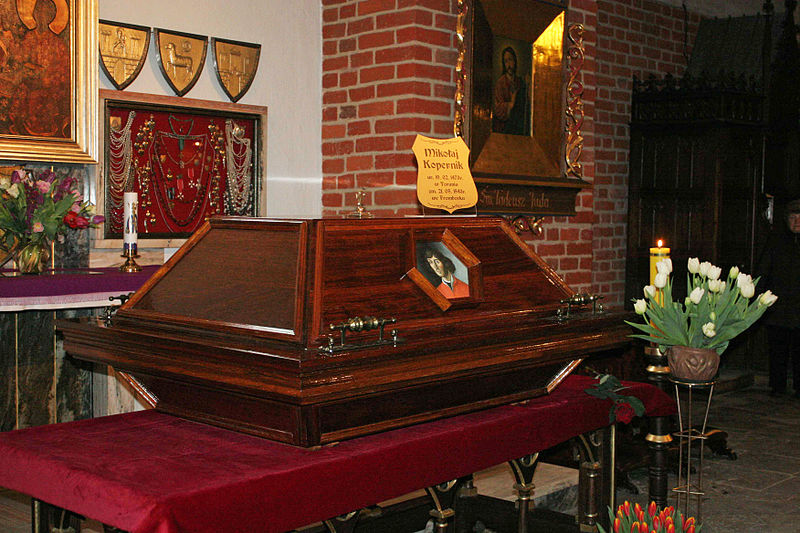 Mikołaj
Kopernik
ur. 19. 02. 1473r.
w Toruniu
zm. 21. 05. 1543r.
we Fromborku
Św. Tadeusz Juda